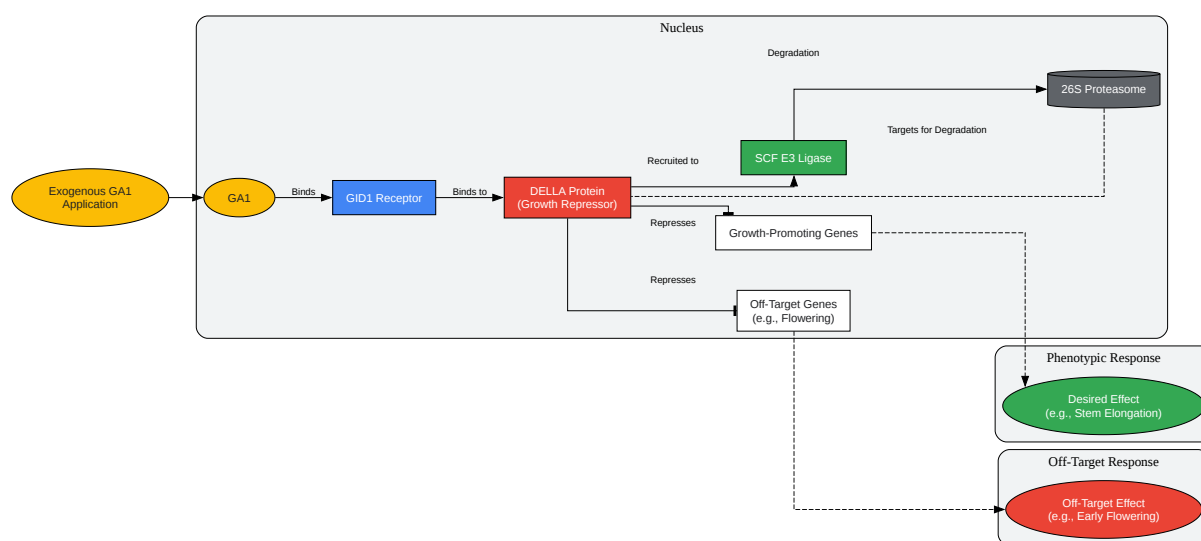 Nucleus
Degradation
26S Proteasome
Targets for Degradation
SCF E3 Ligase
Recruited to
Exogenous GA1
Application
GA1
Binds
GID1 Receptor
Binds to
DELLA Protein
(Growth Repressor)
Represses
Growth-Promoting Genes
Represses
Off-Target Genes
(e.g., Flowering)
Phenotypic Response
Desired Effect
(e.g., Stem Elongation)
Off-Target Response
Off-Target Effect
(e.g., Early Flowering)